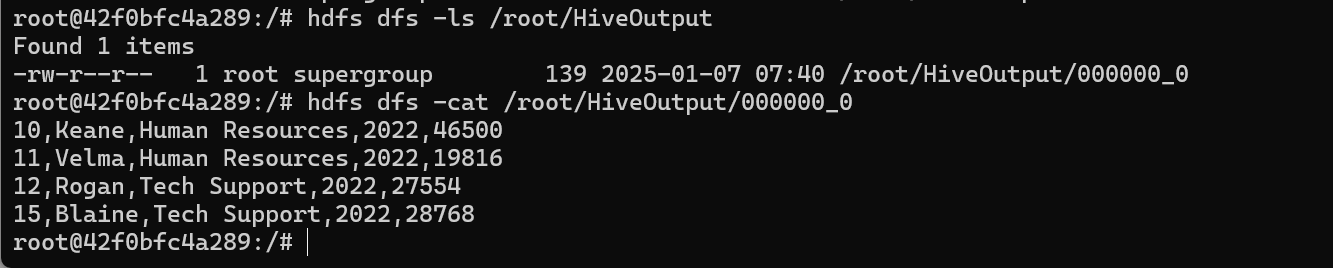 root@42f0bfc4a289:/# hdfs dfs -ls /root/HiveOutput
Found 1 items
-rw-r--r--   1 root supergroup        139 2025-01-07 07:40 /root/HiveOutput/000000_0
root@42f0bfc4a289:/# hdfs dfs -cat /root/HiveOutput/000000_0
10,Keane,Human Resources,2022,46500
11,Velma,Human Resources,2022,19816
12,Rogan,Tech Support,2022,27554
15,Blaine,Tech Support,2022,28768
root@42f0bfc4a289:/#